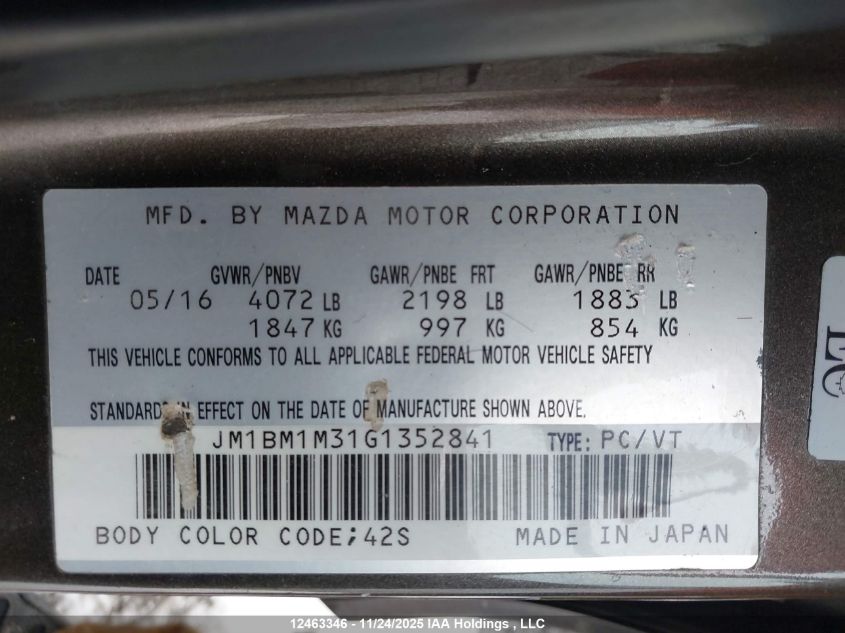 MFD. BY MAZDA MOTOR CORPORATION
DATE GVWR/PNBV GAWR/PNBE FRT GAWR/PNBE RR
05/16 4072 LB 2198 LB 1883 LB
1847 KG 997 KG 854 KG
THIS VEHICLE CONFORMS TO ALL APPLICABLE FEDERAL MOTOR VEHICLE SAFETY
STANDARDS IN EFFECT ON THE DATE OF MANUFACTURE SHOWN ABOVE.
JM1BM1M31G1352841 TYPE: PC/VT
BODY COLOR CODE;42S MADE IN JAPAN
12463346 - 11/24/2025 IAA Holdings , LLC